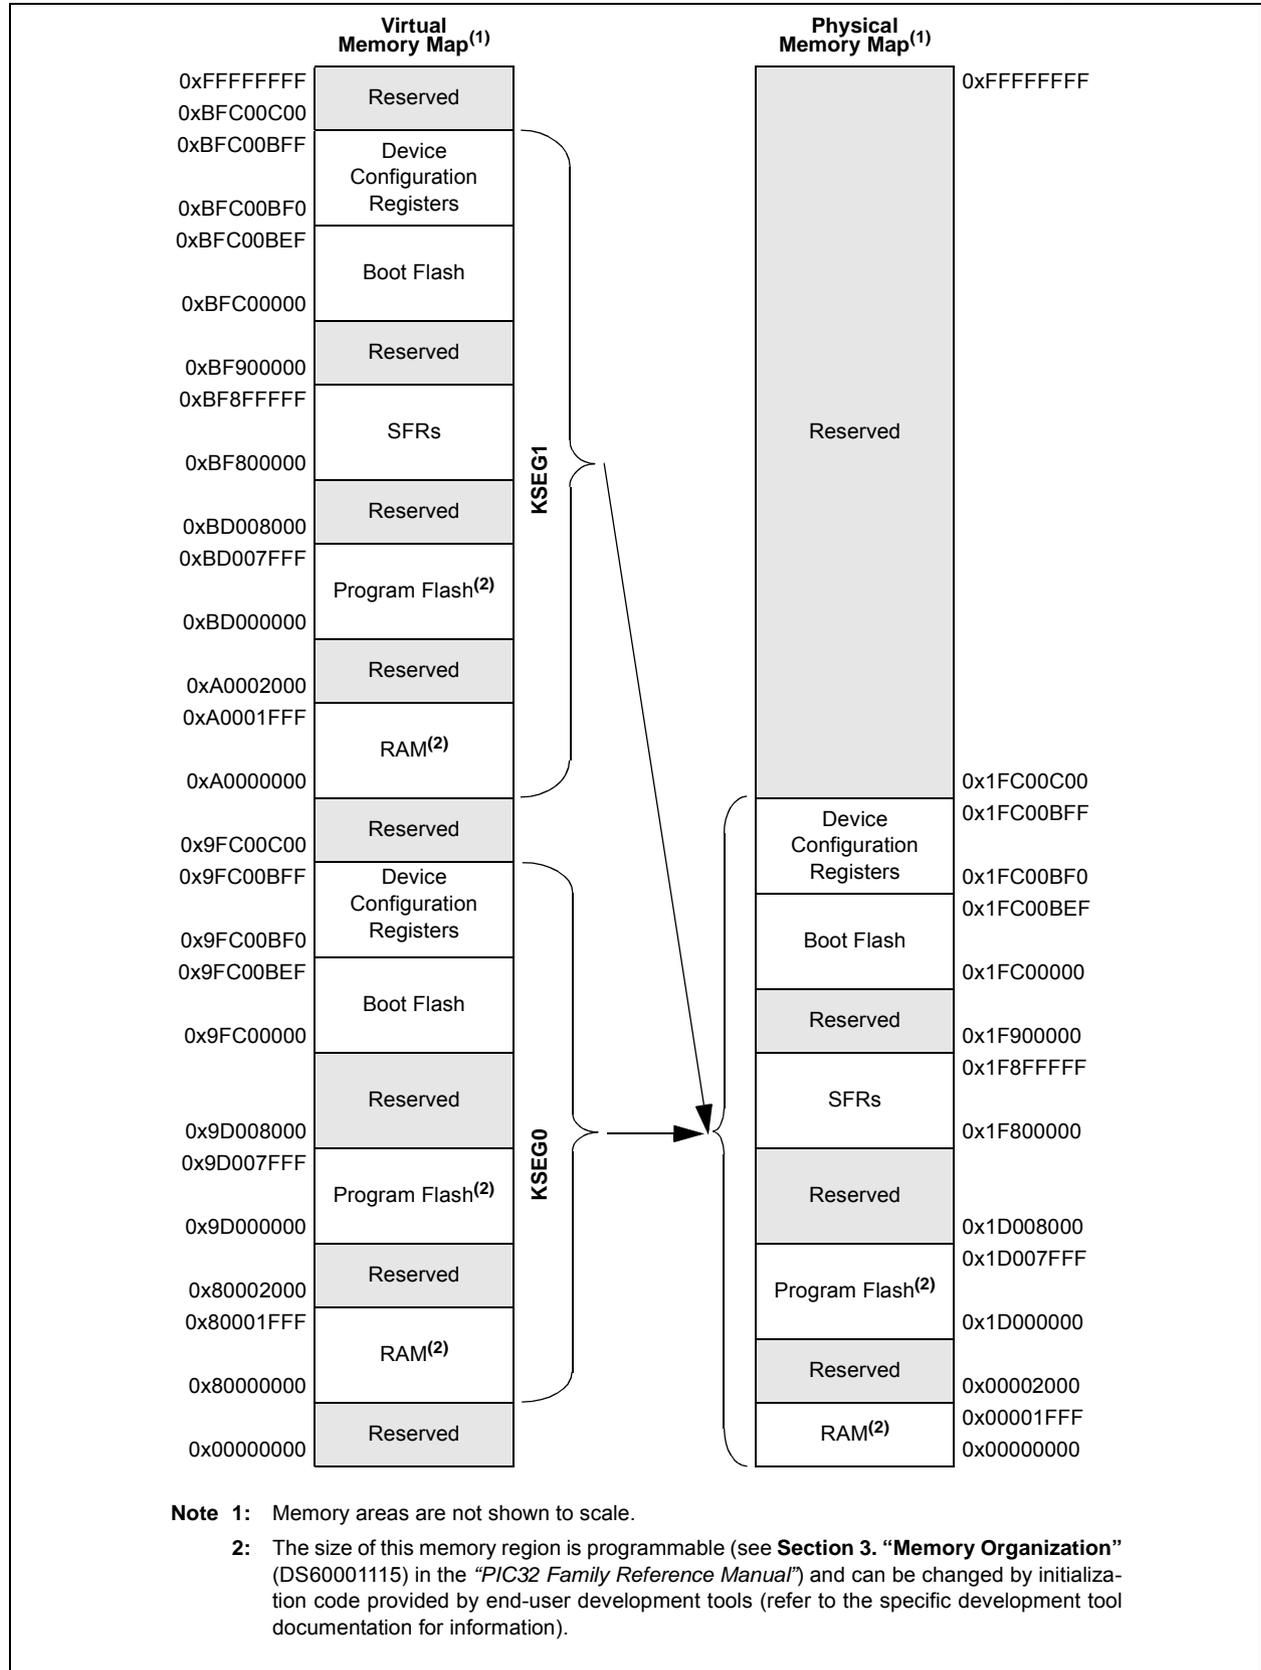 Virtual
Memory Map(1)
Physical
Memory Map(1)
0xFFFFFFFF
Reserved
0xBFC00C00
0xBFC00BFF
Device
Configuration
Registers
0xBFC00BF0
0xBFC00BEF
Boot Flash
0xBFC00000
Reserved
0xBF900000
0xBF8FFFFF
SFRs
0xBF800000
Reserved
0xBD008000
0xBD007FFF
Program Flash(2)
0xBD000000
Reserved
0xA0002000
0xA0001FFF
RAM(2)
0xA0000000
KSEG1
Reserved
0x9FC00C00
0x9FC00BFF
Device
Configuration
Registers
0x9FC00BF0
0x9FC00BEF
Boot Flash
0x9FC00000
Reserved
0x9D008000
0x9D007FFF
Program Flash(2)
0x9D000000
Reserved
0x80002000
0x80001FFF
RAM(2)
0x80000000
KSEG0
Reserved
0x00000000
0xFFFFFFFF
Reserved
0x1FC00C00
0x1FC00BFF
Device
Configuration
Registers
0x1FC00BF0
0x1FC00BEF
Boot Flash
0x1FC00000
Reserved
0x1F900000
0x1F8FFFFF
SFRs
0x1F800000
Reserved
0x1D008000
0x1D007FFF
Program Flash(2)
0x1D000000
Reserved
0x00002000
0x00001FFF
RAM(2)
0x00000000
Note 1: Memory areas are not shown to scale.
2: The size of this memory region is programmable (see Section 3. “Memory Organization”
(DS60001115) in the “PIC32 Family Reference Manual”) and can be changed by initializa-
tion code provided by end-user development tools (refer to the specific development tool
documentation for information).